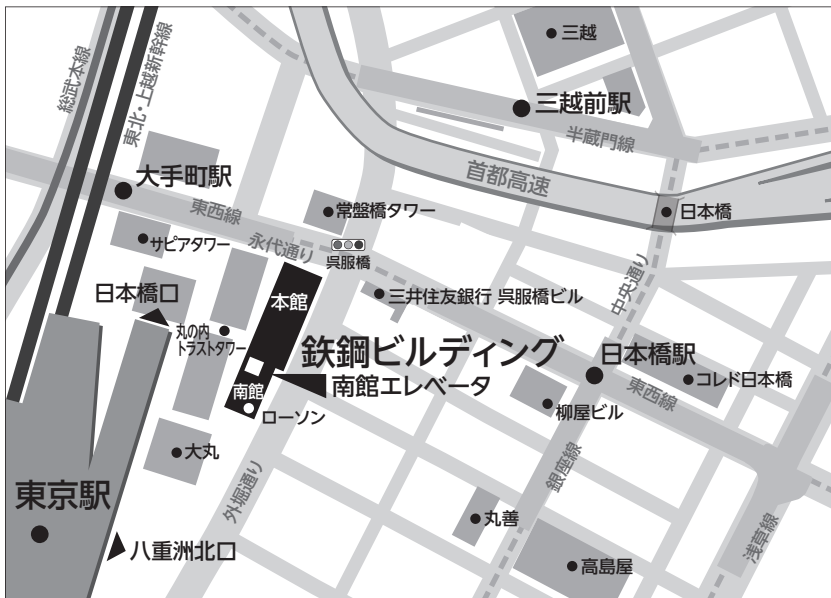 三越
総武本線
東北・上越新幹線
三越前駅
半蔵門線
首都高速
大手町駅
東西線
常盤橋タワー
日本橋
サピアタワー
永代通り
呉服橋
中央通り
日本橋口
本館
三井住友銀行 呉服橋ビル
丸の内
トラストタワー
鉄鋼ビルディング
日本橋駅
南館
南館エレベータ
東西線
コレド日本橋
ローソン
柳屋ビル
大丸
外堀通り
銀座線
東京駅
丸善
浅草線
八重洲北口
高島屋